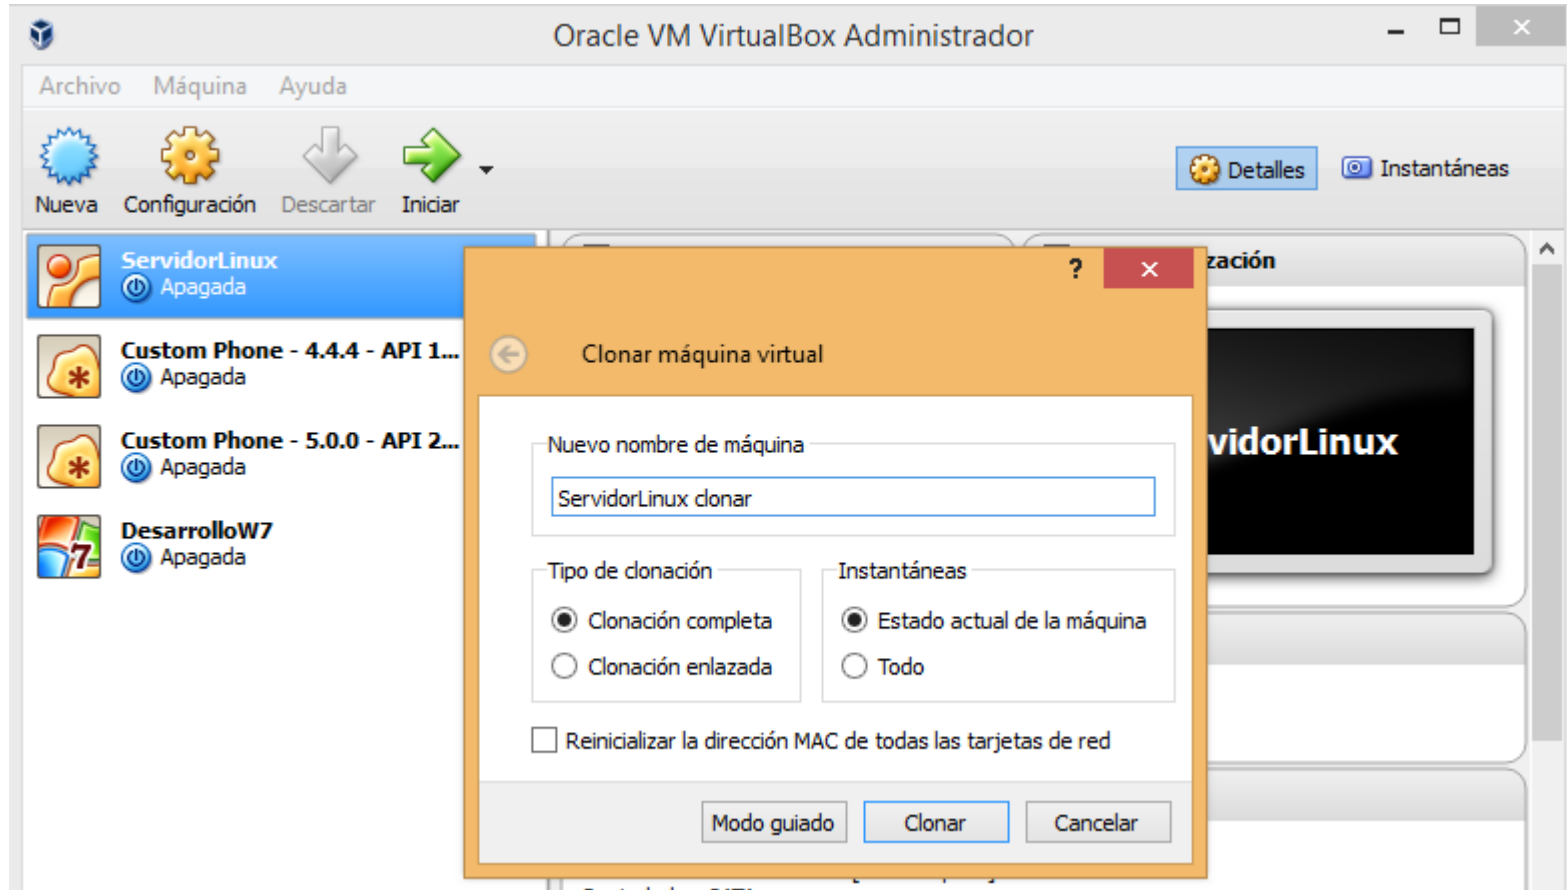 Oracle VM VirtualBox Administrador
Archivo Máquina Ayuda
Nueva Configuración Descartar Iniciar
Detalles Instantáneas
ServidorLinux
Apagada
Custom Phone - 4.4.4 - API 1...
Apagada
Custom Phone - 5.0.0 - API 2...
Apagada
DesarrolloW7
Apagada
zación
vidorLinux
?
Clonar máquina virtual
Nuevo nombre de máquina
ServidorLinux clonar
Tipo de clonación
Clonación completa
Clonación enlazada
Instantáneas
Estado actual de la máquina
Todo
Reinicializar la dirección MAC de todas las tarjetas de red
Modo guiado Clonar Cancelar